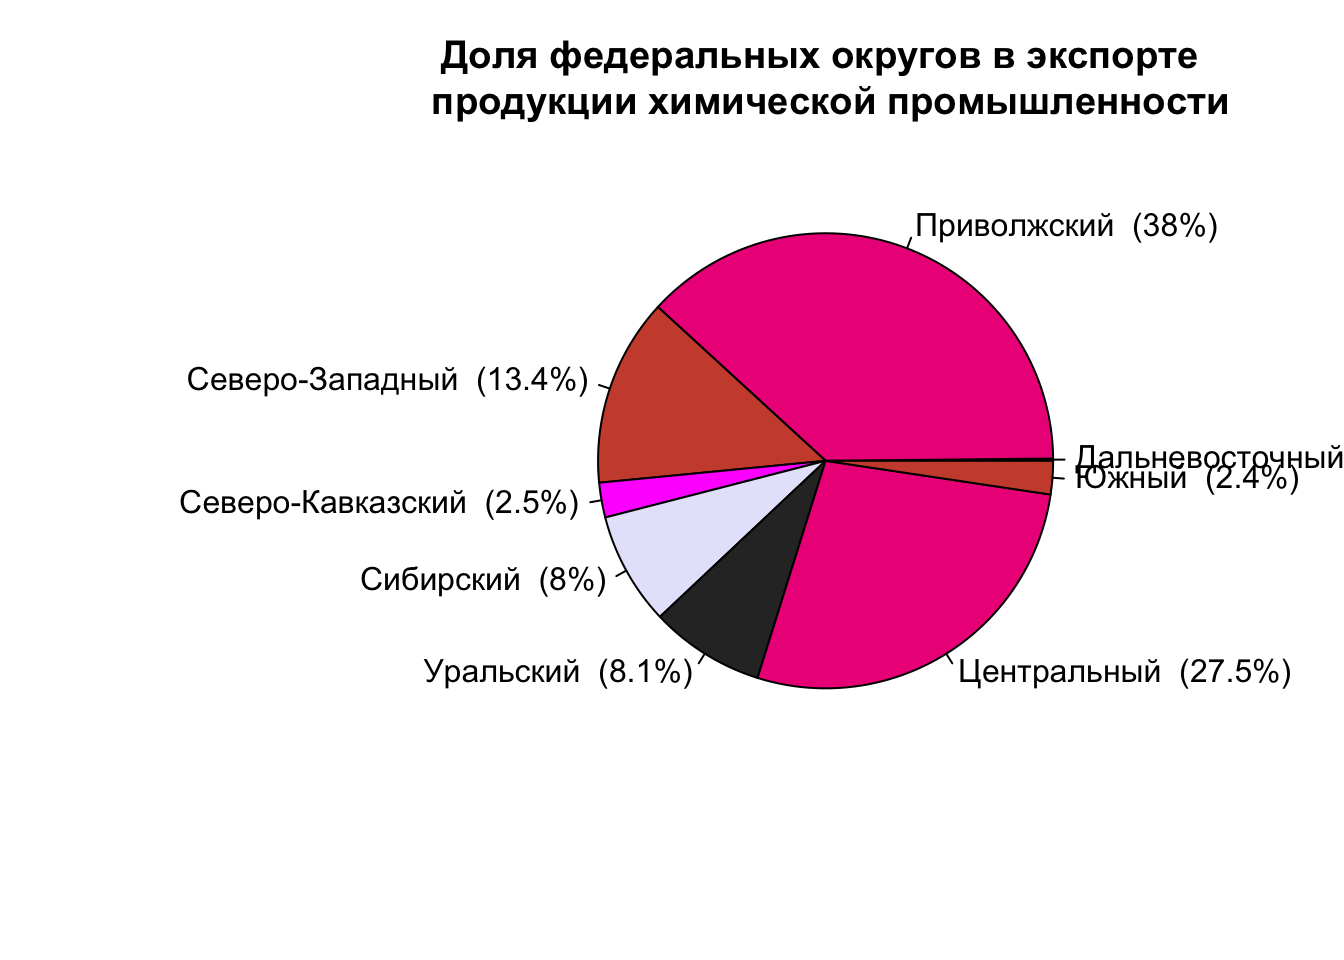 Доля федеральных округов в экспорте
продукции химической промышленности
Приволжский (38%)
Северо-Западный (13.4%)
Дальневосточный
Южный (2.4%)
Северо-Кавказский (2.5%)
Сибирский (8%)
Уральский (8.1%)
Центральный (27.5%)